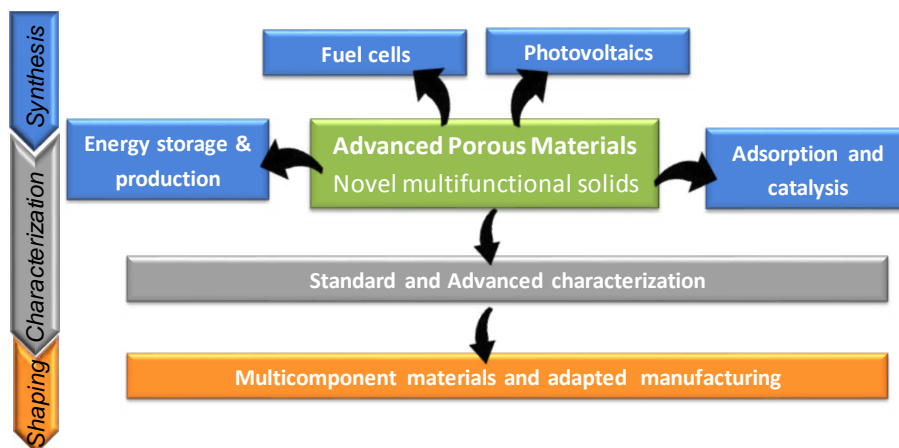 Synthesis
Characterization
Shaping
Fuel cells
Photovoltaics
Energy storage &
production
Advanced Porous Materials
Novel multifunctional solids
Adsorption and
catalysis
Standard and Advanced characterization
Multicomponent materials and adapted manufacturing